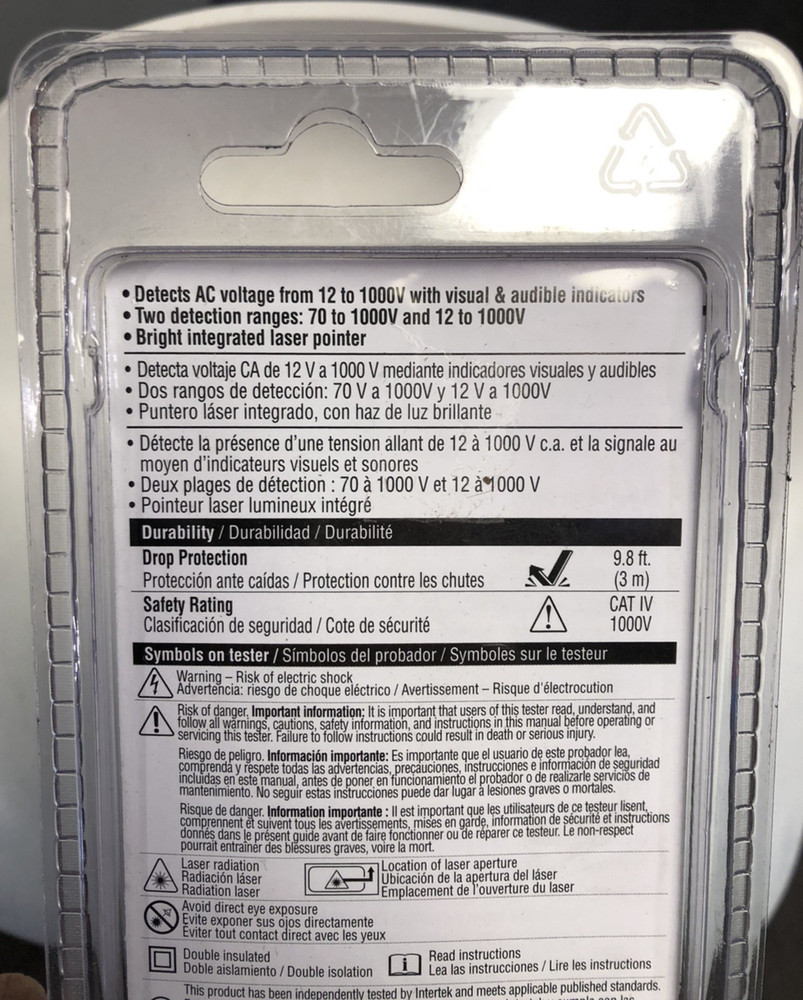 • Detects AC voltage from 12 to 1000V with visual & audible indicators
• Two detection ranges: 70 to 1000V and 12 to 1000V
• Bright integrated laser pointer
• Detecta voltaje CA de 12 V a 1000 V mediante indicadores visuales y audibles
• Dos rangos de detección: 70 V a 1000V y 12 V a 1000V
• Puntero láser integrado, con haz de luz brillante
• Détecte la présence d'une tension allant de 12 à 1000 V c.a. et la signale au
moyen d'indicateurs visuels et sonores
• Deux plages de détection : 70 à 1000 V et 12 à 1000 V
• Pointeur laser lumineux intégré
Durability / Durabilidad / Durabilité
Drop Protection 9.8 ft.
Protección ante caídas / Protection contre les chutes (3 m)
Safety Rating CAT IV
Clasificación de seguridad / Cote de sécurité 1000V
Symbols on tester / Símbolos del probador / Symboles sur le testeur
Warning – Risk of electric shock
Advertencia: riesgo de choque eléctrico / Avertissement – Risque d'électrocution
Risk of danger. Important information: It is important that users of this tester read, understand, and
follow all warnings, cautions, safety information, and instructions in this manual before operating or
servicing this tester. Failure to follow instructions could result in death or serious injury.
Riesgo de peligro. Información importante: Es importante que el usuario de este probador lea,
comprenda y respete todas las advertencias, precauciones, instrucciones e información de seguridad
incluidas en este manual, antes de poner en funcionamiento el probador o de realizarle servicios de
mantenimiento. No seguir estas instrucciones puede dar lugar a lesiones graves o mortales.
Risque de danger. Information importante : Il est important que les utilisateurs de ce testeur lisent,
comprennent et suivent tous les avertissements, mises en garde, information de sécurité et instructions
donnés dans le présent guide avant de faire fonctionner ou de réparer ce testeur. Le non-respect
pourrait entraîner des blessures graves, voire la mort.
Laser radiation
Radiación láser
Radiation laser
Location of laser aperture
Ubicación de la apertura del láser
Emplacement de l'ouverture du laser
Avoid direct eye exposure
Evite exponer sus ojos directamente
Éviter tout contact direct avec les yeux
Double insulated
Doble aislamiento / Double isolation
i
Read instructions
Lea las instrucciones / Lire les instructions
This product has been independently tested by Intertek and meets applicable published standards.